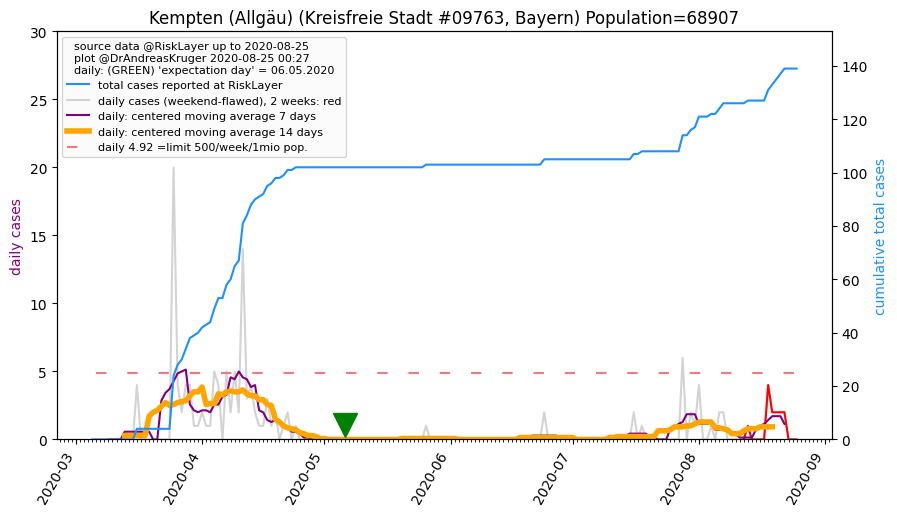 Kempten (Allgäu) (Kreisfreie Stadt #09763, Bayern) Population=68907
source data @RiskLayer up to 2020-08-25
plot @DrAndreasKruger 2020-08-25 00:27
daily: (GREEN) 'expectation day' = 06.05.2020
total cases reported at RiskLayer
daily cases (weekend-flawed), 2 weeks: red
daily: centered moving average 7 days
daily: centered moving average 14 days
daily 4.92 =limit 500/week/1mio pop.
daily cases
30
25
20
15
10
5
0
cumulative total cases
140
120
100
80
60
40
20
0
2020-03
2020-04
2020-05
2020-06
2020-07
2020-08
2020-09